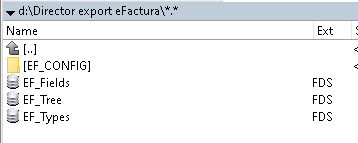 d:\Director export eFactura\*.*
Name Ext S
[..] <
[EF_CONFIG] <
EF_Fields FDS
EF_Tree FDS
EF_Types FDS